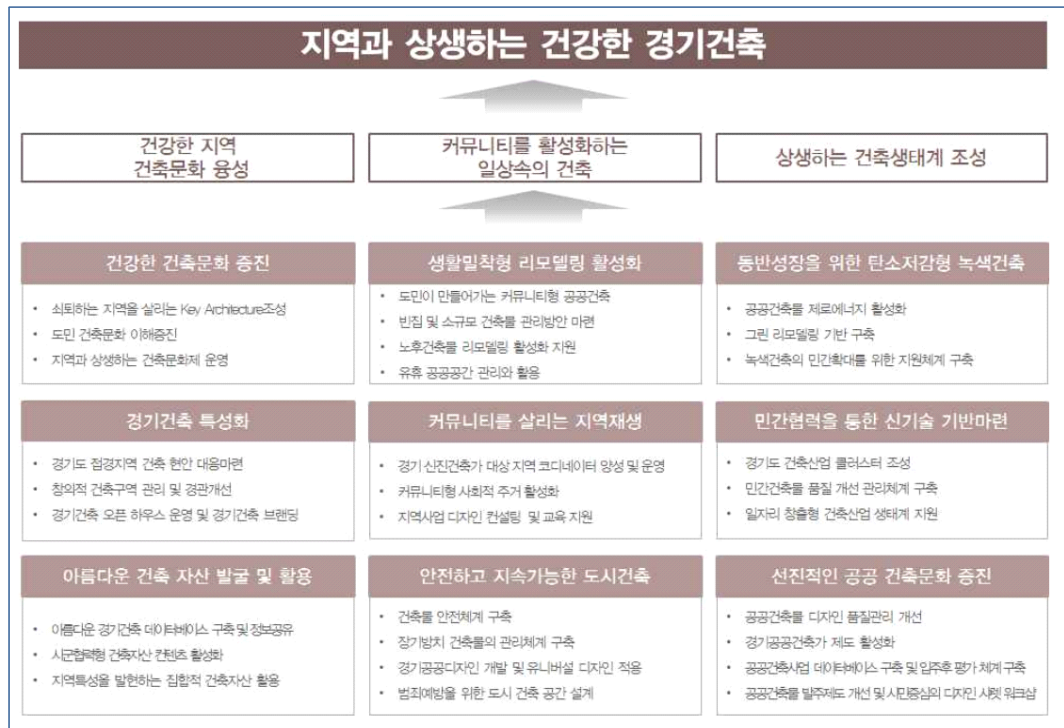 지역과 상생하는 건강한 경기건축
건강한 지역
건축문화 융성
커뮤니티를 활성화하는
일상속의 건축
상생하는 건축생태계 조성
건강한 건축문화 증진
• 쇠퇴하는 지역을 살리는 Key Architecture조성
• 도민 건축문화 이해증진
• 지역과 상생하는 건축문화제 운영
생활밀착형 리모델링 활성화
• 도민이 만들어가는 커뮤니티형 공공건축
• 빈집 및 소규모 건축물 관리방안 마련
• 노후건축물 리모델링 활성화 지원
• 유휴 공공공간 관리와 활용
동반성장을 위한 탄소저감형 녹색건축
• 공공건축물 제로에너지 활성화
• 그린 리모델링 기반 구축
• 녹색건축의 민간확대를 위한 지원체계 구축
경기건축 특성화
• 경기도 접경지역 건축 현안 대응마련
• 창의적 건축구역 관리 및 경관개선
• 경기건축 오픈 하우스 운영 및 경기건축 브랜딩
커뮤니티를 살리는 지역재생
• 경기 신진건축가 대상 지역 코디네이터 양성 및 운영
• 커뮤니티형 사회적 주거 활성화
• 지역사업 디자인 컨설팅 및 교육 지원
민간협력을 통한 신기술 기반마련
• 경기도 건축산업 클러스터 조성
• 민간건축물 품질 개선 관리체계 구축
• 일자리 창출형 건축산업 생태계 지원
아름다운 건축 자산 발굴 및 활용
• 아름다운 경기건축 데이터베이스 구축 및 정보공유
• 시군협력형 건축자산 컨텐츠 활성화
• 지역특성을 발현하는 집합적 건축자산 활용
안전하고 지속가능한 도시건축
• 건축물 안전체계 구축
• 장기방치 건축물의 관리체계 구축
• 경기공공디자인 개발 및 유니버설 디자인 적용
• 범죄예방을 위한 도시 건축 공간 설계
선진적인 공공 건축문화 증진
• 공공건축물 디자인 품질관리 개선
• 경기공공건축가 제도 활성화
• 공공건축사업 데이터베이스 구축 및 입주후 평가 체계 구축
• 공공건축물 발주제도 개선 및 시민중심의 디자인 샤렛 워크샵